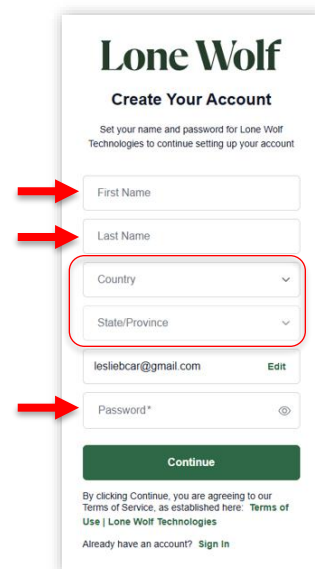 Lone Wolf
Create Your Account
Set your name and password for Lone Wolf
Technologies to continue setting up your account
First Name
Last Name
Country
State/Province
lesliebcar@gmail.com Edit
Password*
Continue
By clicking Continue, you are agreeing to our
Terms of Service, as established here: Terms of
Use | Lone Wolf Technologies
Already have an account? Sign In